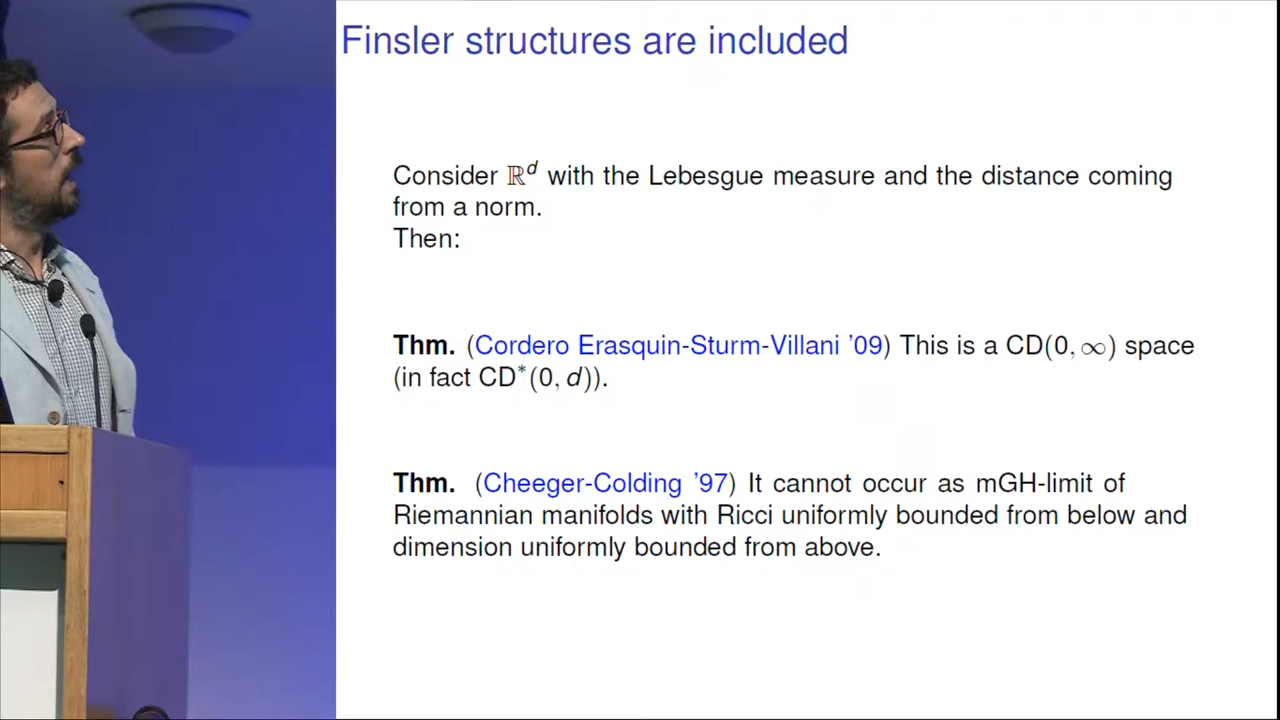 Finsler structures are included
Consider ℝᵈ with the Lebesgue measure and the distance coming
from a norm.
Then:
Thm. (Cordero Erasquin-Sturm-Villani '09) This is a CD(0, ∞) space
(in fact CD*(0, d)).
Thm. (Cheeger-Colding '97) It cannot occur as mGH-limit of
Riemannian manifolds with Ricci uniformly bounded from below and
dimension uniformly bounded from above.